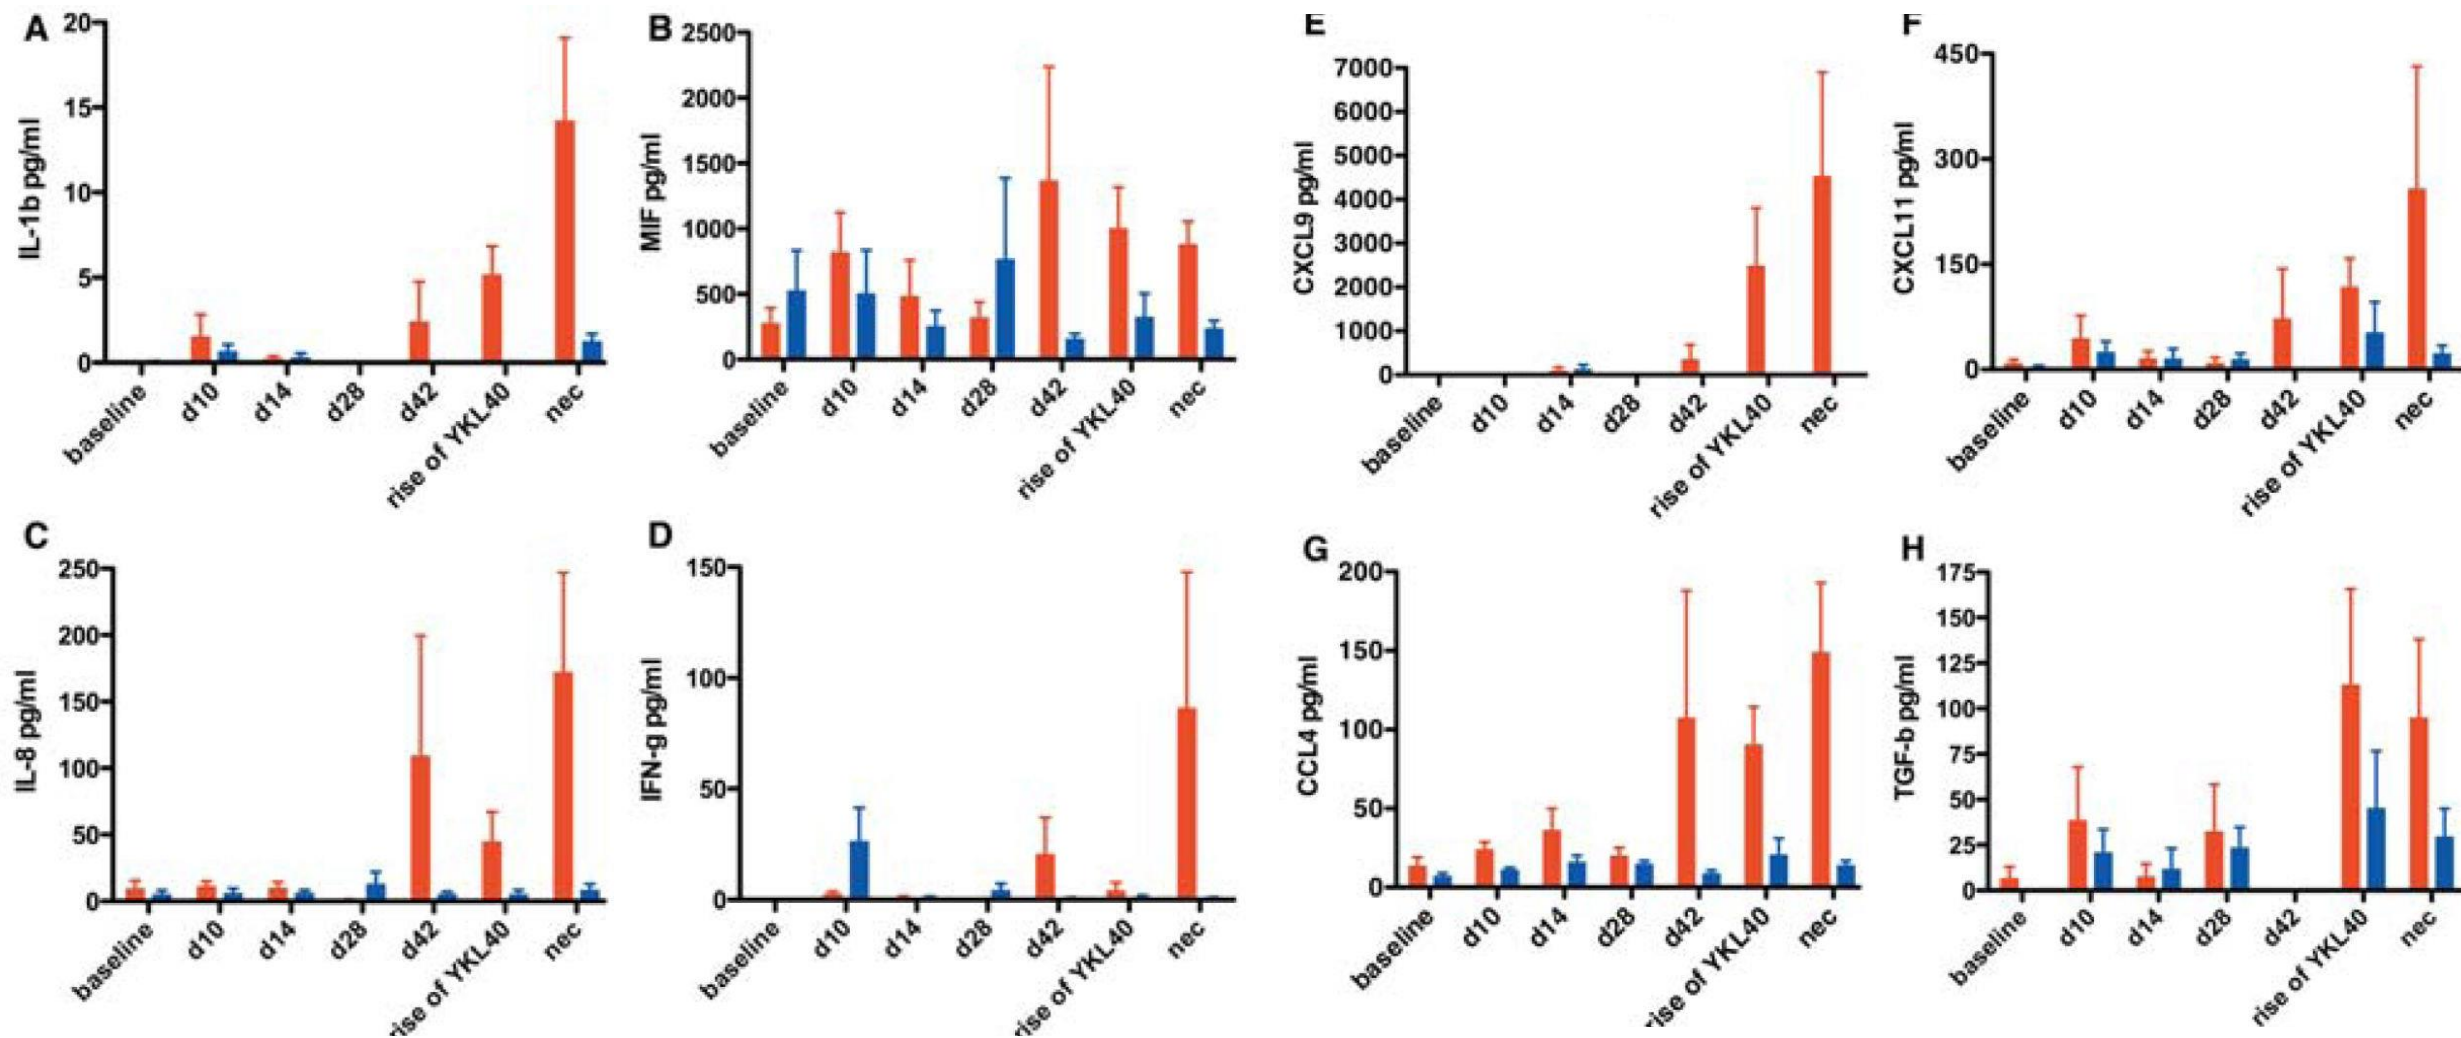 A
IL-1b pg/ml
20
15
10
5
0
baseline
d10
d14
d28
d42
rise of YKL40
nec
B
MIF pg/ml
2500
2000
1500
1000
500
0
baseline
d10
d14
d28
d42
rise of YKL40
nec
E
CXCL9 pg/ml
7000
6000
5000
4000
3000
2000
1000
0
baseline
d10
d14
d28
d42
rise of YKL40
nec
F
CXCL11 pg/ml
450
300
150
0
baseline
d10
d14
d28
d42
rise of YKL40
nec
C
IL-8 pg/ml
250
200
150
100
50
0
baseline
d10
d14
d28
d42
rise of YKL40
nec
D
IFN-g pg/ml
150
100
50
0
baseline
d10
d14
d28
d42
rise of YKL40
nec
G
CCL4 pg/ml
200
150
100
50
0
baseline
d10
d14
d28
d42
rise of YKL40
nec
H
TGF-b pg/ml
175
150
125
100
75
50
25
0
baseline
d10
d14
d28
d42
rise of YKL40
nec